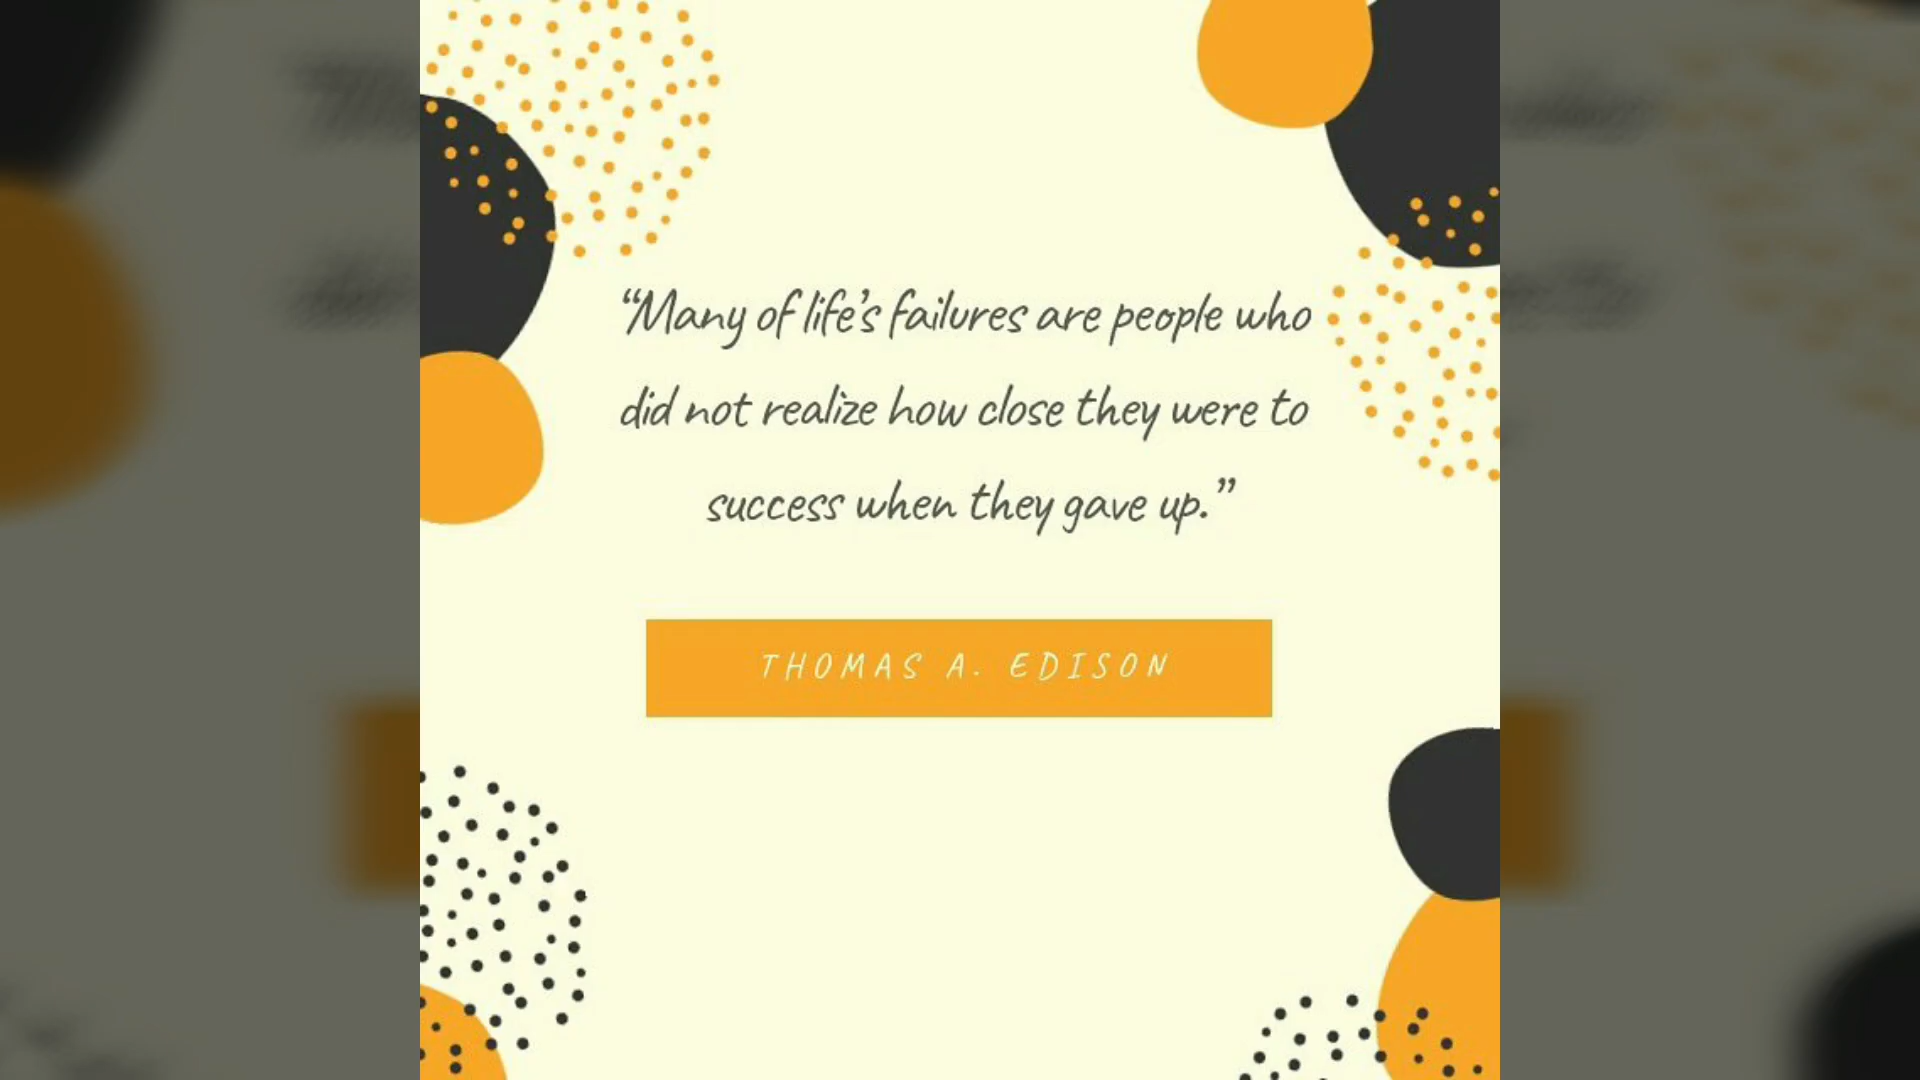 “Many of life’s failures are people who
did not realize how close they were to
success when they gave up.”
THOMAS A. EDISON